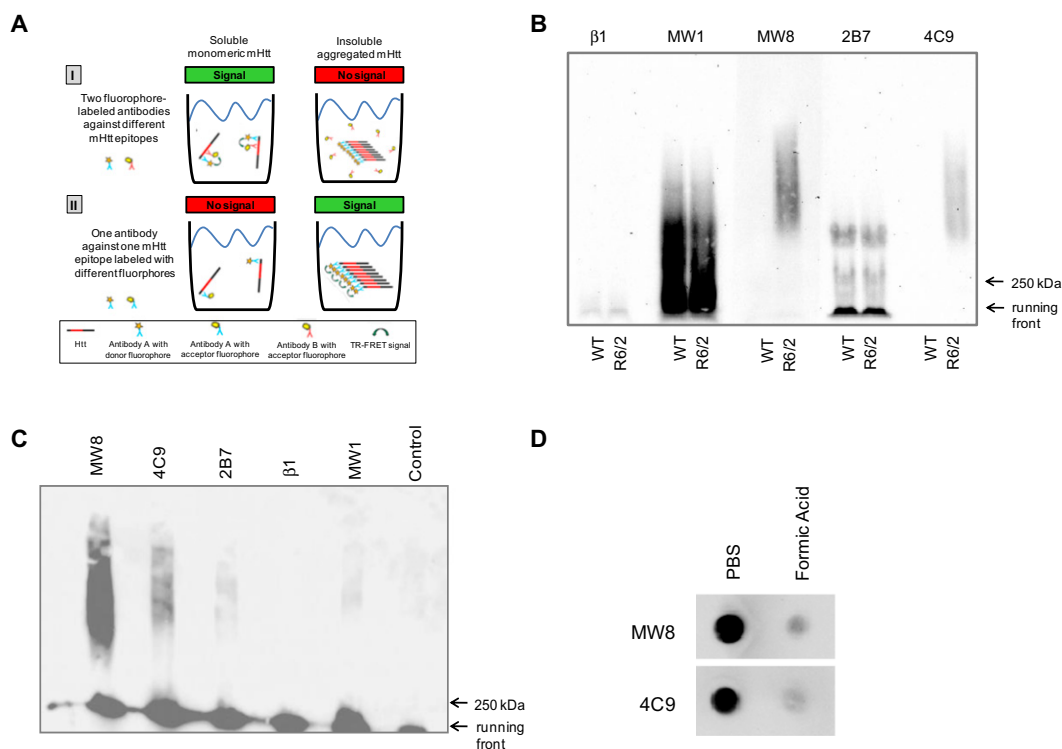 A
Soluble
monomeric mHtt
Insoluble
aggregated mHtt
I
Signal
No signal
Two fluorophore-
labeled antibodies
against different
mHtt epitopes
II
No signal
Signal
One antibody
against one mHtt
epitope labeled with
different fluorophores
Htt
Antibody A with
donor fluorophore
Antibody A with
acceptor fluorophore
Antibody B with
acceptor fluorophore
TR-FRET signal
B
β1
MW1
MW8
2B7
4C9
250 kDa
running
front
WT
R6/2
WT
R6/2
WT
R6/2
WT
R6/2
WT
R6/2
C
MW8
4C9
2B7
β1
MW1
Control
250 kDa
running
front
D
PBS
Formic Acid
MW8
4C9